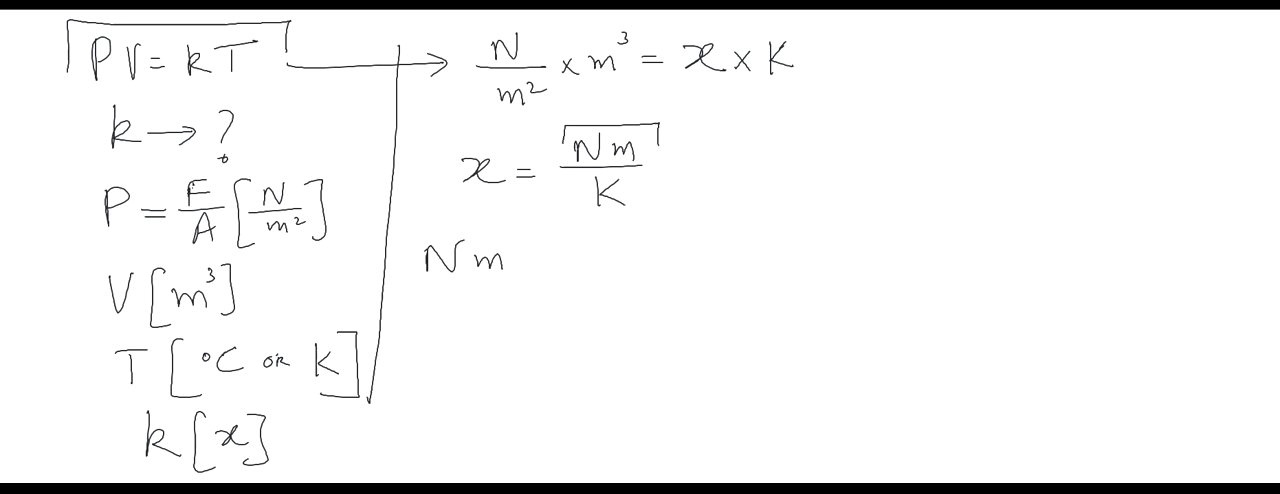 PV = kT
k → ?
P = F/A [N/m²]
V [m³]
T [°C OR K]
k [x]
N/m² × m³ = x × K
x = Nm/K
Nm